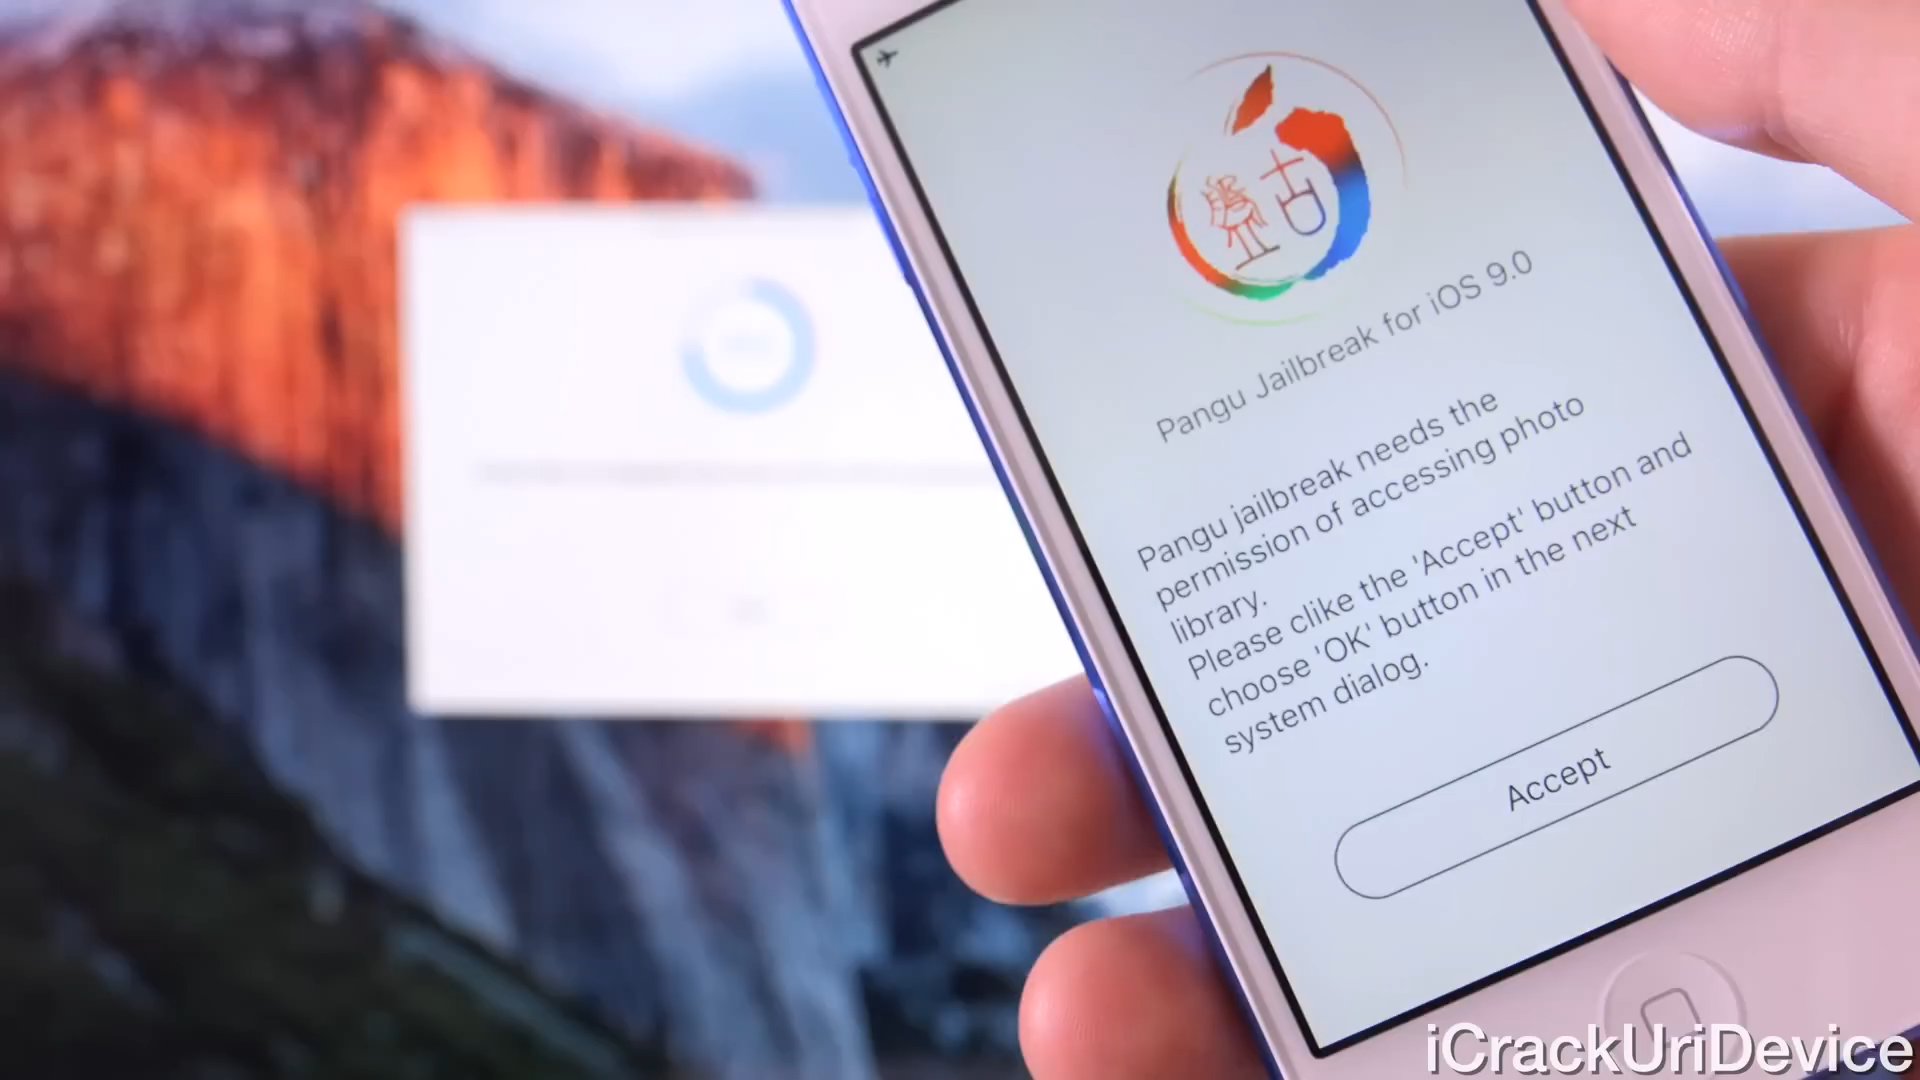 盤古
Pangu Jailbreak for iOS 9.0
Pangu jailbreak needs the
permission of accessing photo
library.
Please clike the 'Accept' button and
choose 'OK' button in the next
system dialog.
Accept
iCrackUriDevice